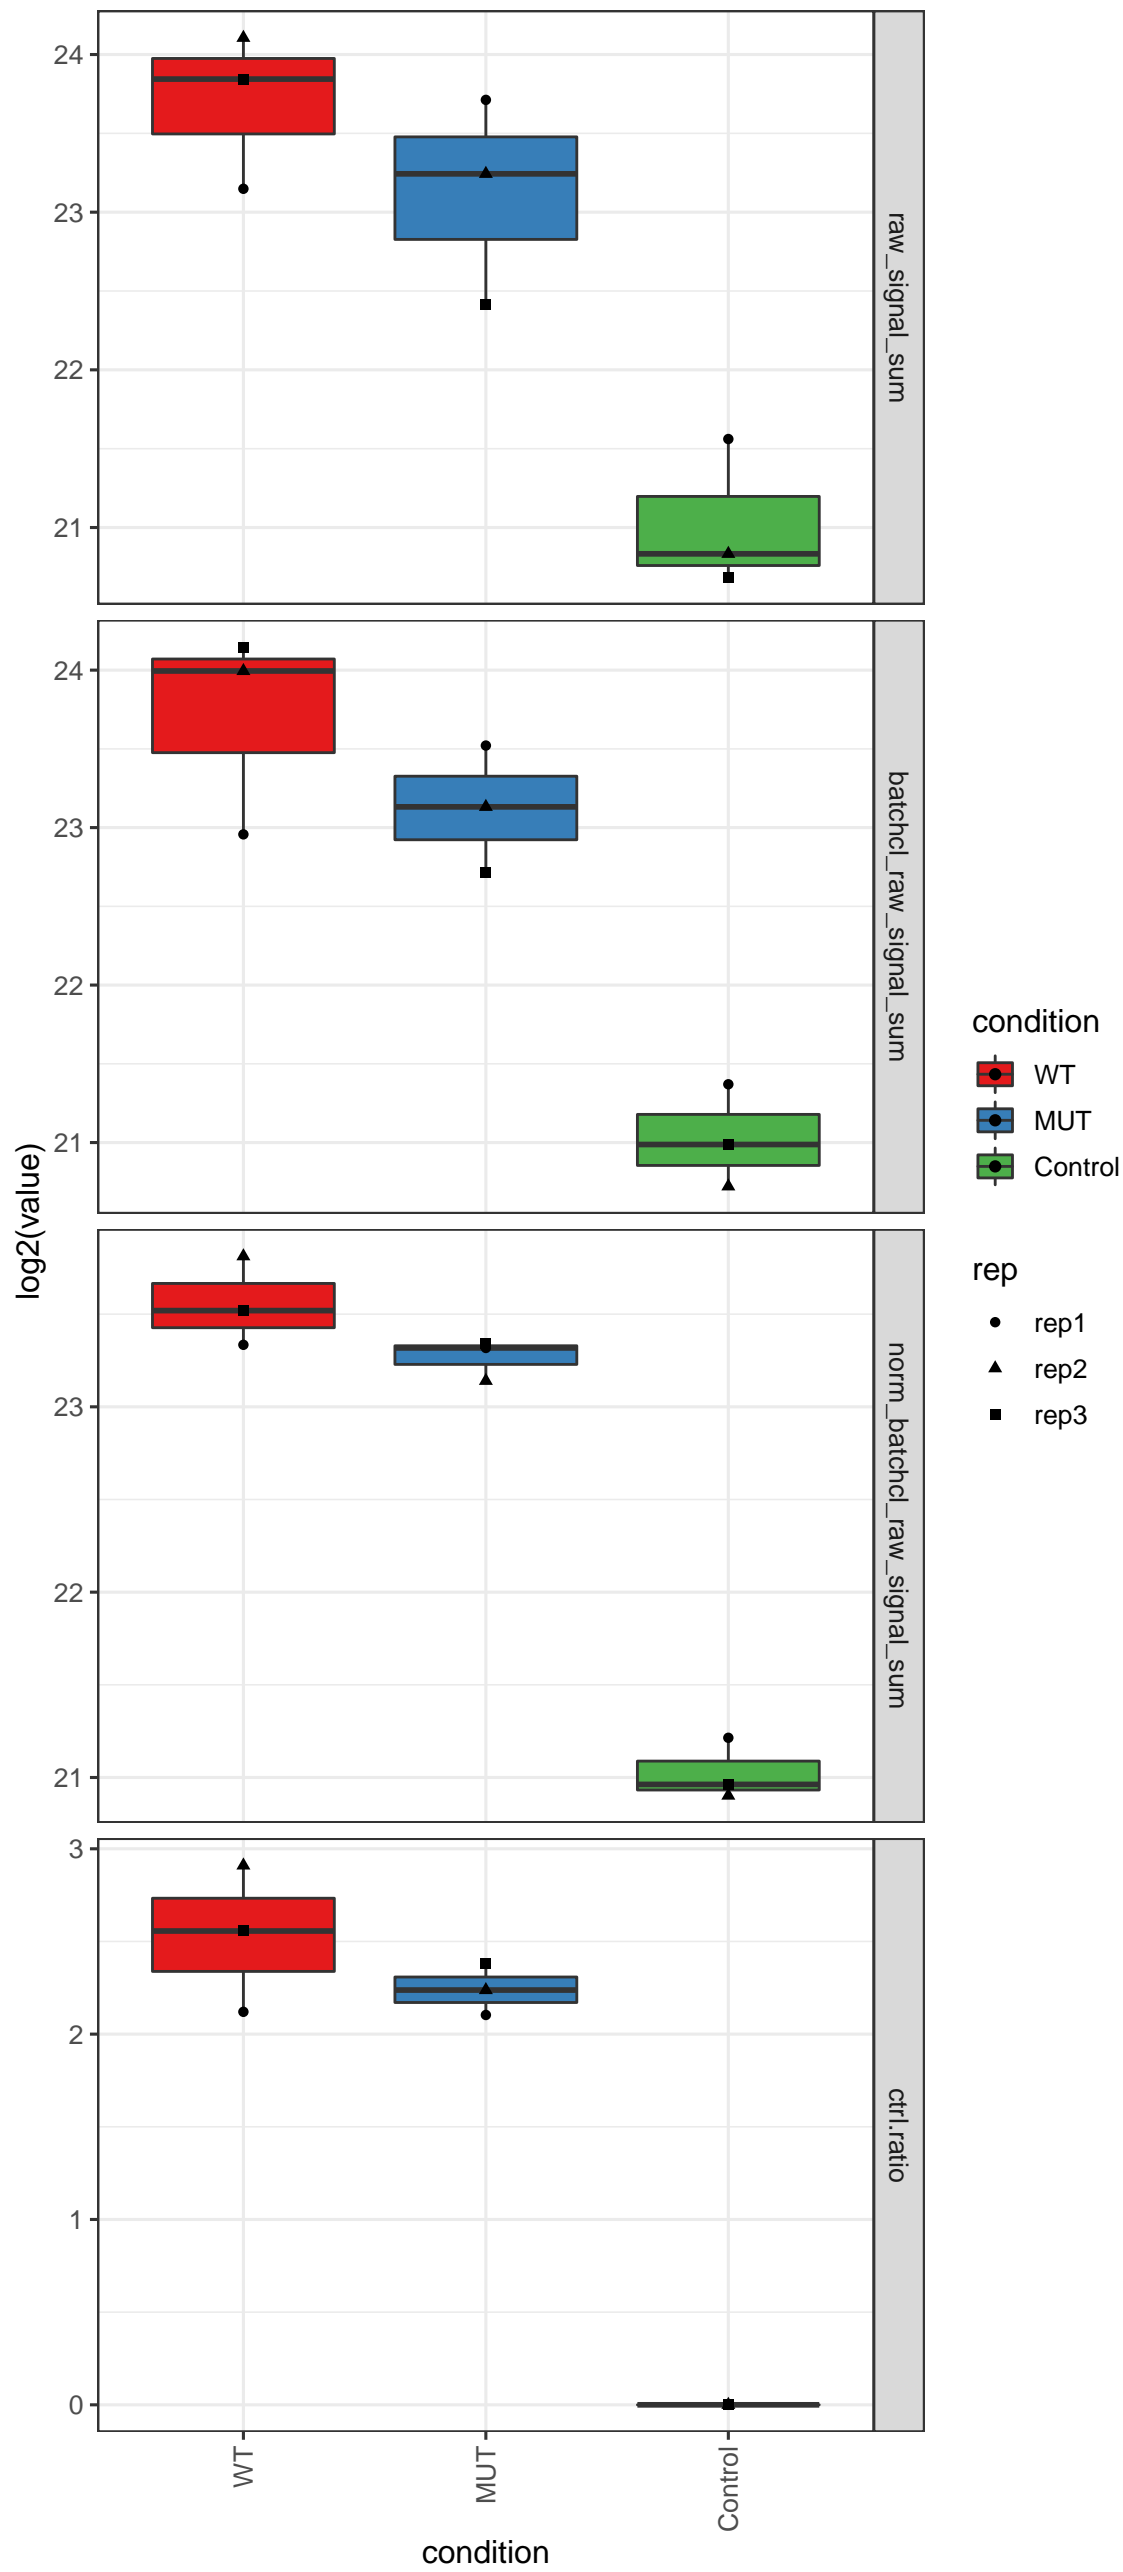 24
23
22
21
raw_signal_sum
24
23
22
21
batchcl_raw_signal_sum
23
22
21
norm_batchcl_raw_signal_sum
3
2
1
0
ctrl.ratio
log2(value)
WT
MUT
Control
condition
condition
WT
MUT
Control
rep
rep1
rep2
rep3